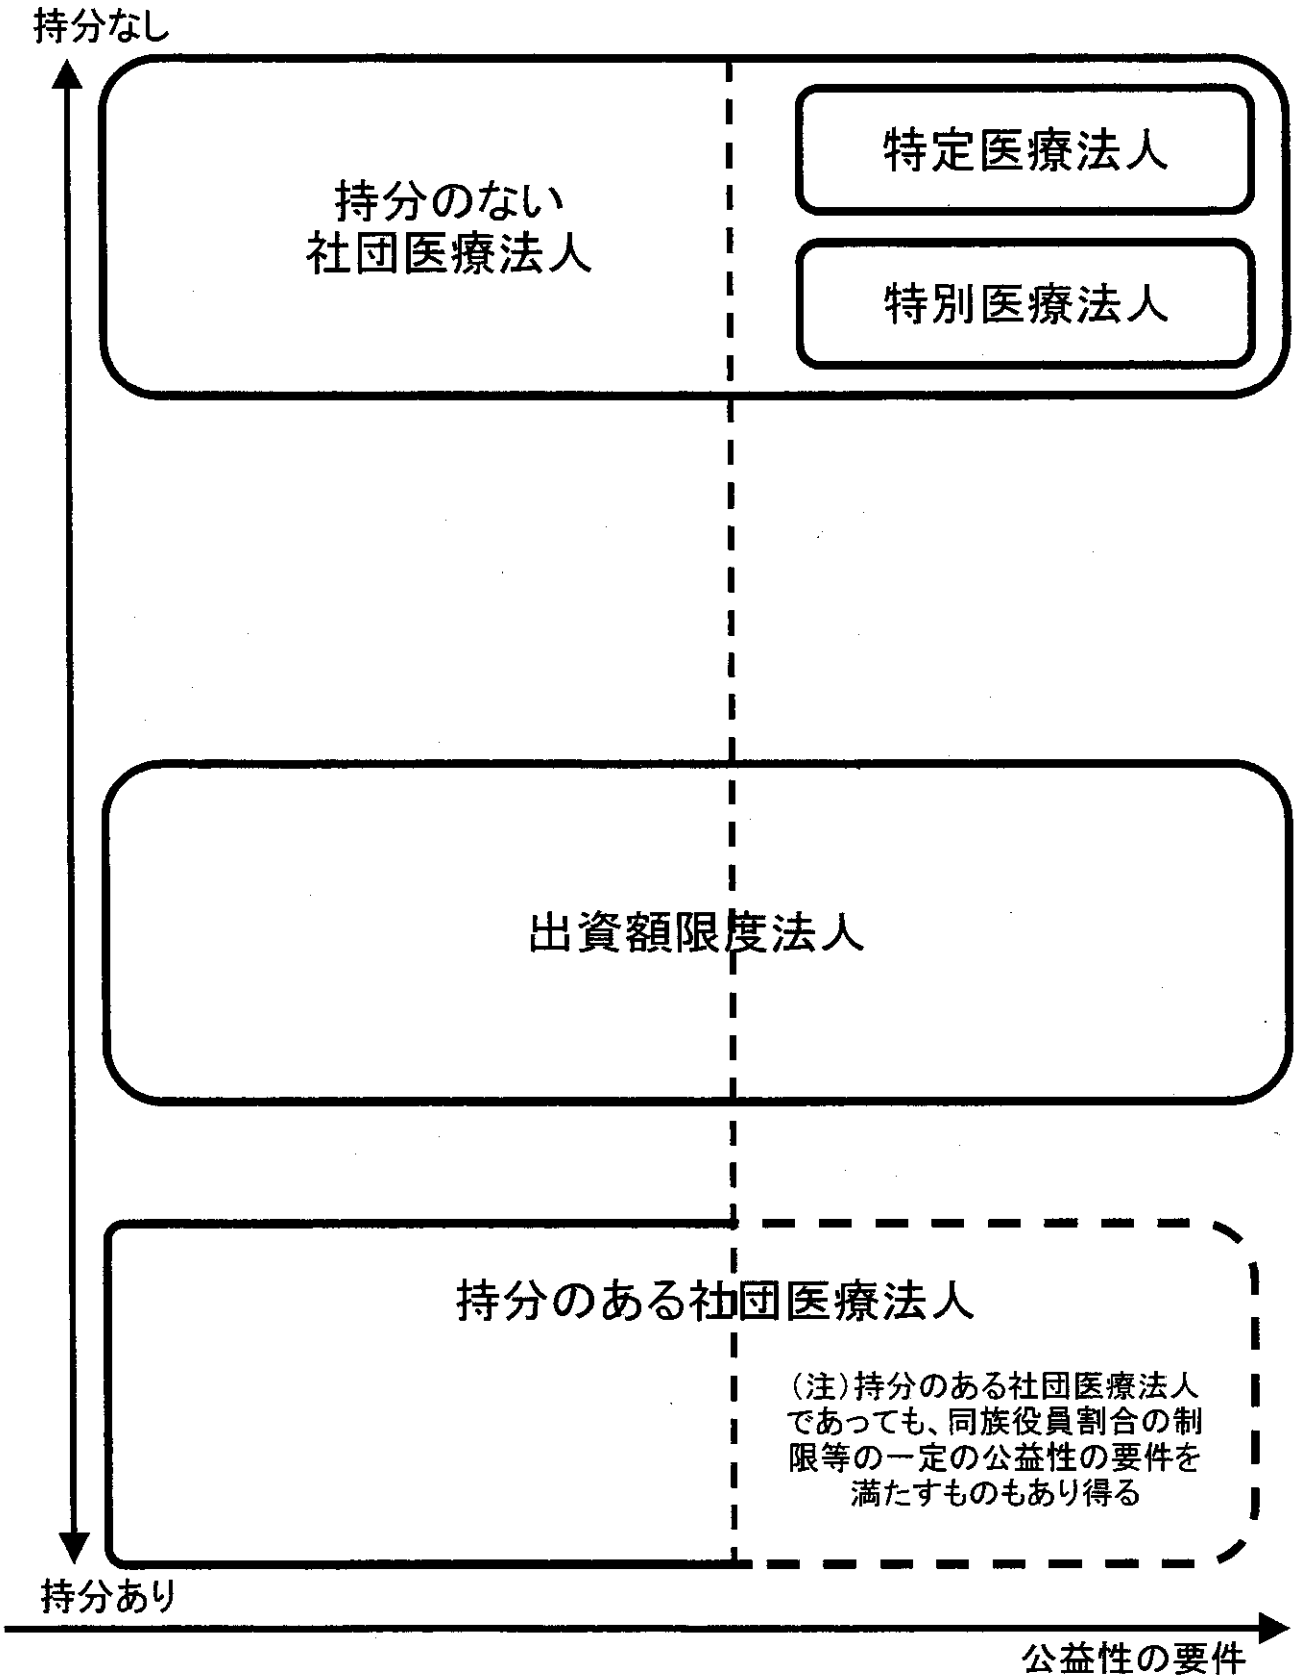 持分なし
特定医療法人
持分のない
社団医療法人
特別医療法人
出資額限度法人
持分のある社団医療法人
（注）持分のある社団医療法人
であっても、同族役員割合の制
限等の一定の公益性の要件を
満たすものもあり得る
持分あり
公益性の要件